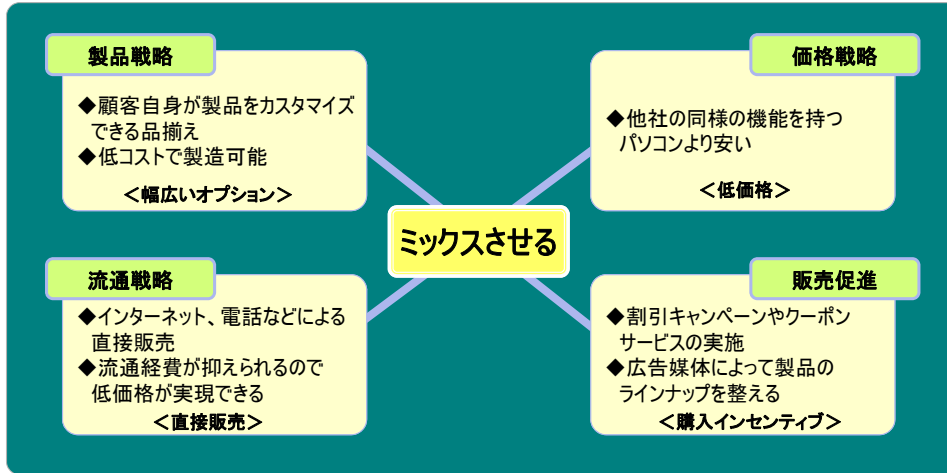 製品戦略
◆顧客自身が製品をカスタマイズ
できる品揃え
◆低コストで製造可能
＜幅広いオプション＞
価格戦略
◆他社の同様の機能を持つ
パソコンより安い
＜低価格＞
ミックスさせる
流通戦略
◆インターネット、電話などによる
直接販売
◆流通経費が抑えられるので
低価格が実現できる
＜直接販売＞
販売促進
◆割引キャンペーンやクーポン
サービスの実施
◆広告媒体によって製品の
ラインナップを整える
＜購入インセンティブ＞